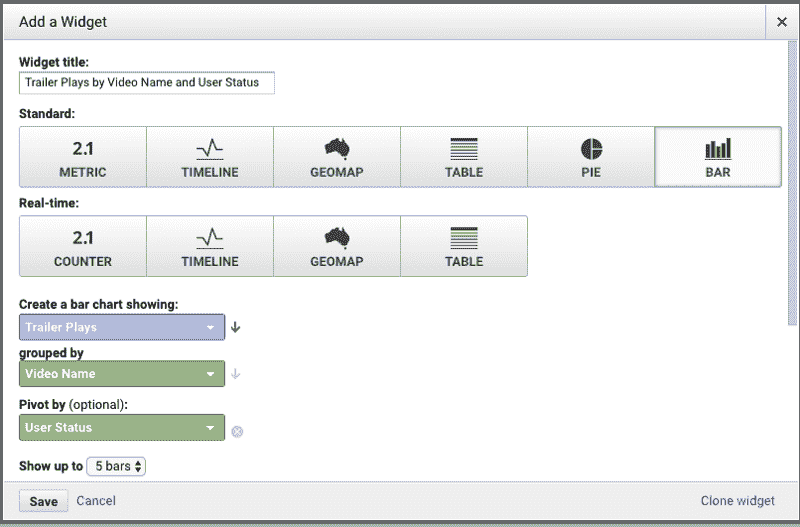 Add a Widget
Widget title:
Trailer Plays by Video Name and User Status
Standard:
2.1
METRIC TIMELINE GEOMAP TABLE PIE BAR
Real-time:
2.1
COUNTER TIMELINE GEOMAP TABLE
Create a bar chart showing:
Trailer Plays
grouped by
Video Name
Pivot by (optional):
User Status
Show up to 5 bars
Save Cancel Clone widget